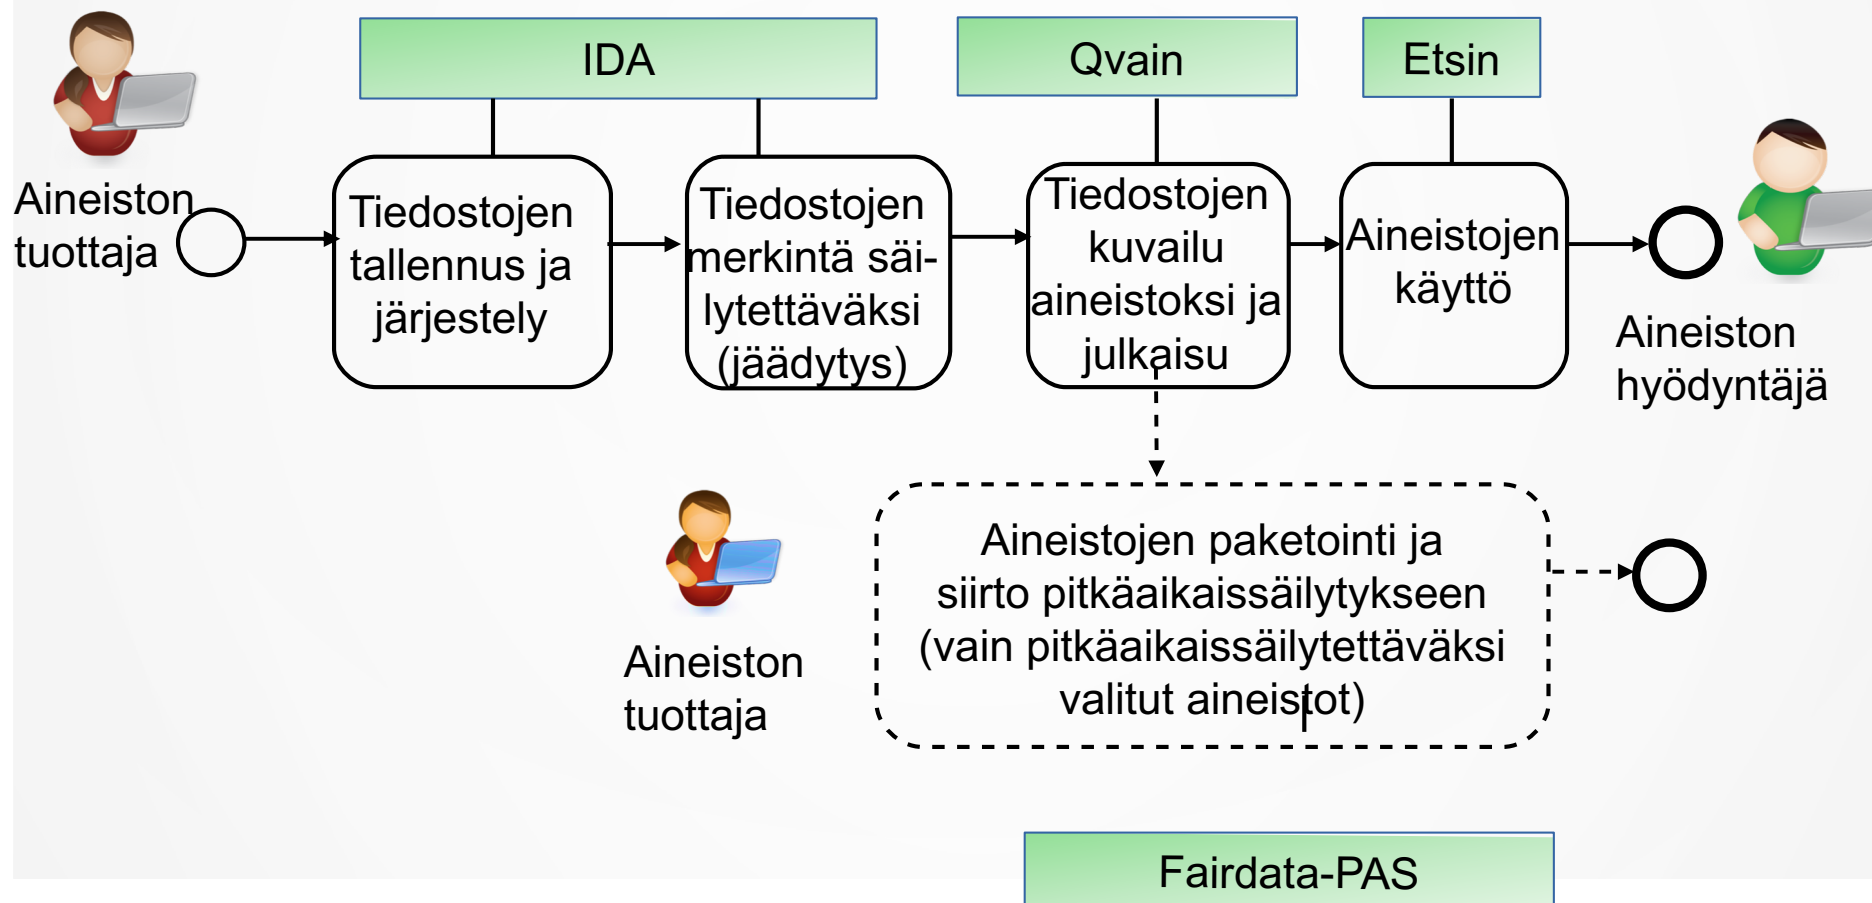 IDA
Qvain
Etsin
Aineiston
tuottaja
Tiedostojen
tallennus ja
järjestely
Tiedostojen
merkintä säi-
lytettäväksi
(jäädytys)
Tiedostojen
kuvailu
aineistoksi ja
julkaisu
Aineistojen
käyttö
Aineiston
hyödyntäjä
Aineiston
tuottaja
Aineistojen paketointi ja
siirto pitkäaikaissäilytykseen
(vain pitkäaikaissäilytettäväksi
valitut aineistot)
Fairdata-PAS